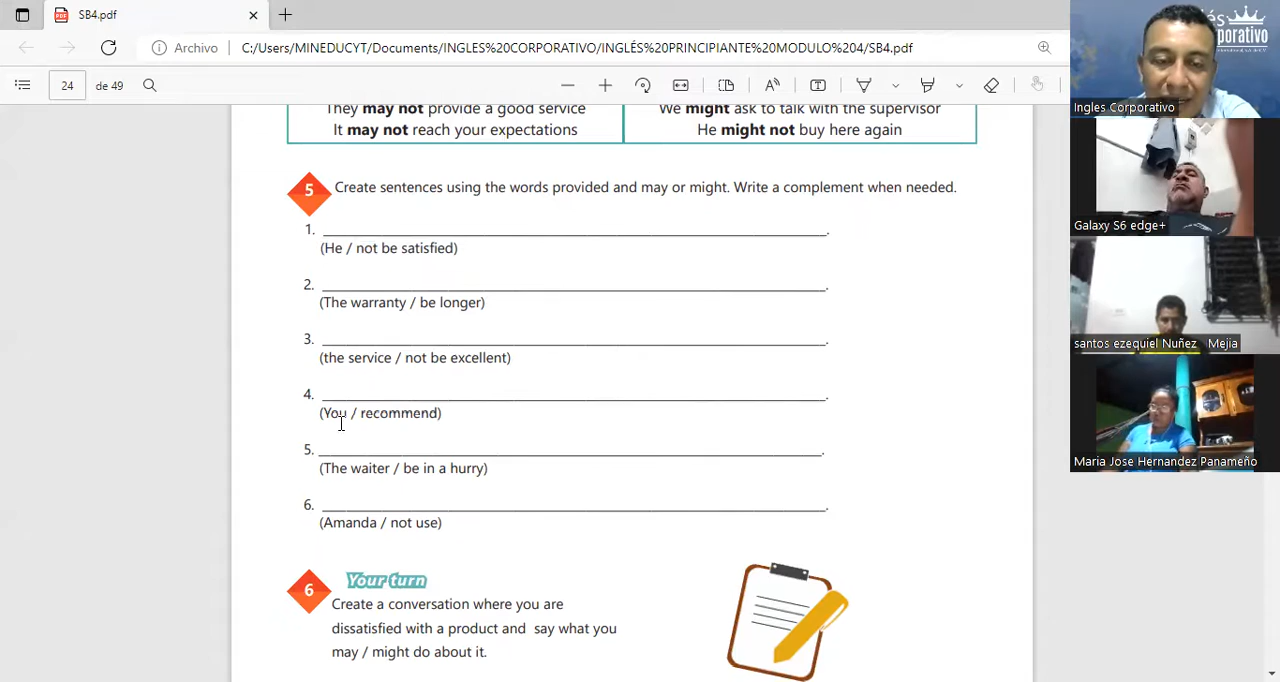 SB4.pdf
Archivo
C:/Users/MINEDUCYT/Documents/INGLES%20CORPORATIVO/INGLÉS%20PRINCIPIANTE%20MODULO%204/SB4.pdf
24
de 49
They may not provide a good service
It may not reach your expectations
We might ask to talk with the supervisor
He might not buy here again
5
Create sentences using the words provided and may or might. Write a complement when needed.
1. ____.
(He / not be satisfied)
2. ____.
(The warranty / be longer)
3. ____.
(the service / not be excellent)
4. ____.
(You / recommend)
5. ____.
(The waiter / be in a hurry)
6. ____.
(Amanda / not use)
6
Your turn
Create a conversation where you are
dissatisfied with a product and say what you
may / might do about it.
Ingles Corporativo
Galaxy S6 edge+
santos ezequiel Nuñez Mejia
Maria Jose Hernandez Panameño